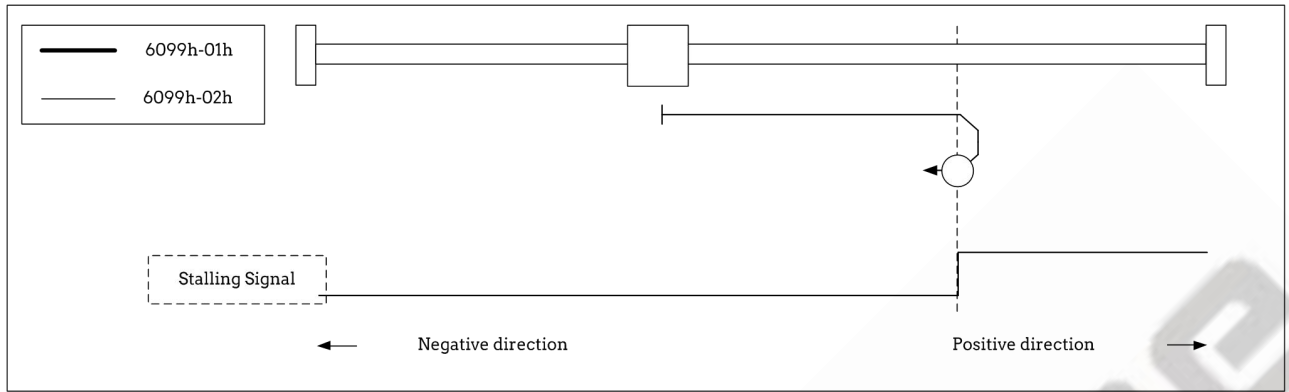 6099h-01h
6099h-02h
Stalling Signal
Negative direction
Positive direction